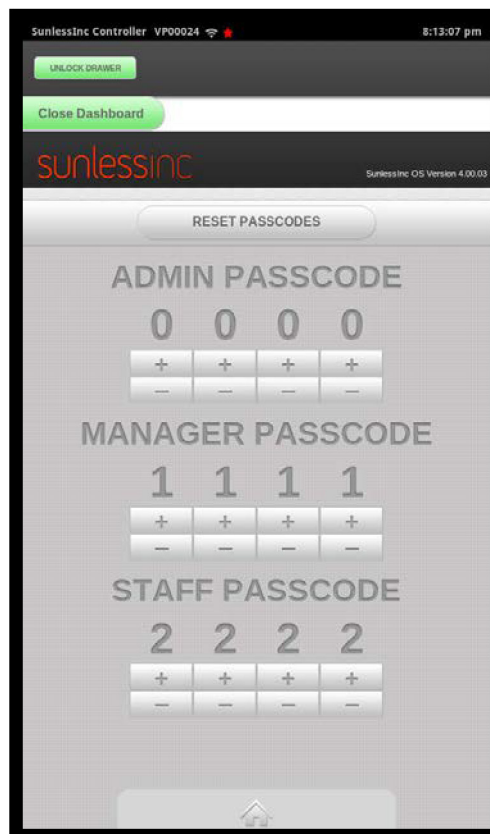 SunlessInc Controller VP00024 8:13:07 pm
UNLOCK DRAWER
Close Dashboard
sunlessinc
SunlessInc OS Version 4.00.03
RESET PASSCODES
ADMIN PASSCODE
0 0 0 0
+ + + +
− − − −
MANAGER PASSCODE
1 1 1 1
+ + + +
− − − −
STAFF PASSCODE
2 2 2 2
+ + + +
− − − −